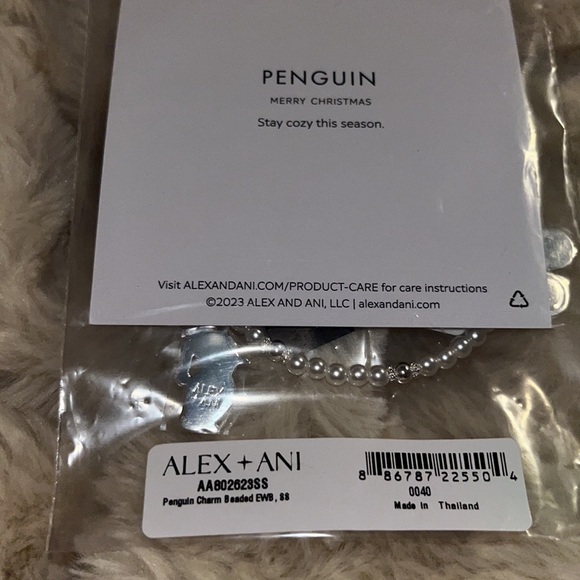 PENGUIN
MERRY CHRISTMAS
Stay cozy this season.
Visit ALEXANDANI.COM/PRODUCT-CARE for care instructions
©2023 ALEX AND ANI, LLC | alexandani.com
ALEX
ANI
ALEX + ANI
AA802623SS
Penguin Charm Beaded EWB, SS
8 86787 22550 4
0040
Made in Thailand